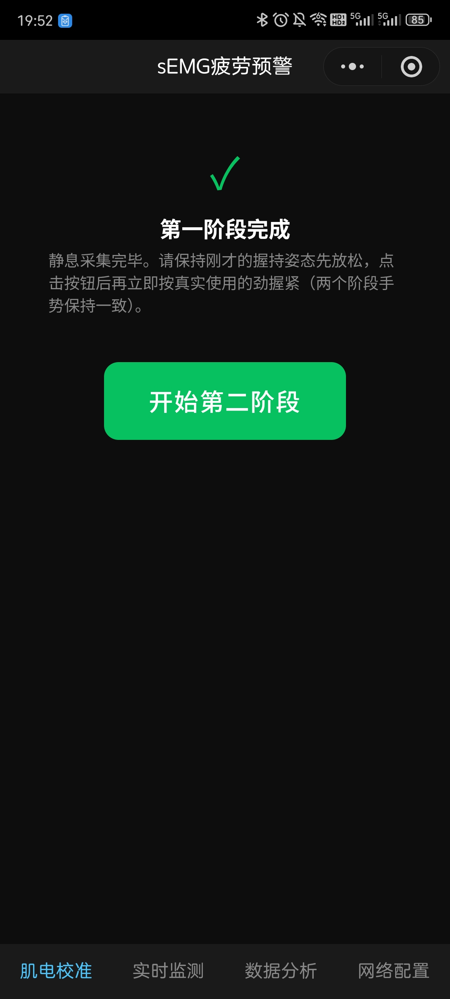 19:52
HD1
HD2
5G
5G
85
sEMG疲劳预警
第一阶段完成
静息采集完毕。请保持刚才的握持姿态先放松，点
击按钮后再立即按真实使用的劲握紧（两个阶段手
势保持一致）。
开始第二阶段
肌电校准
实时监测
数据分析
网络配置